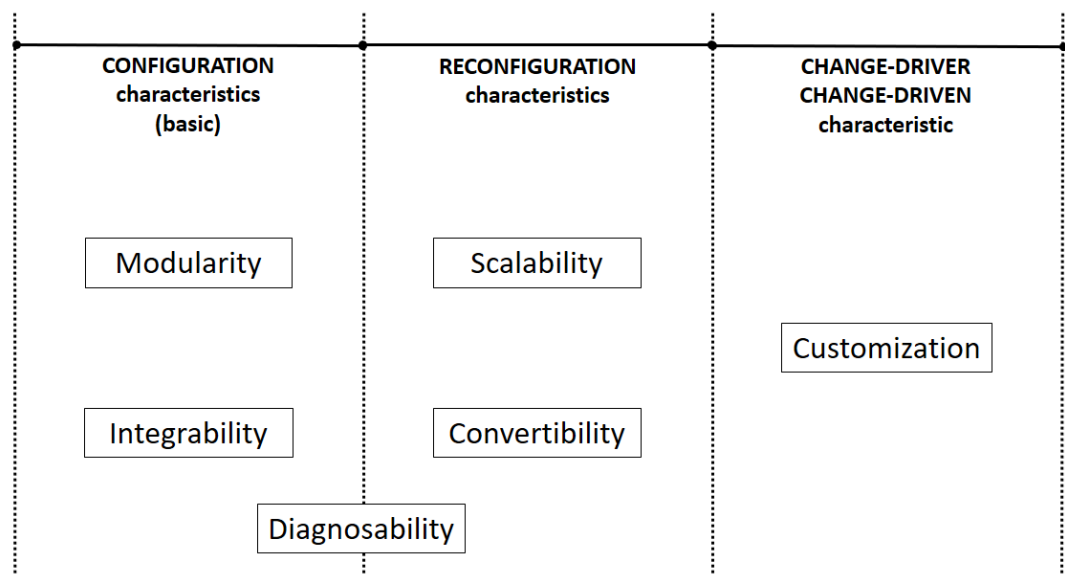 CONFIGURATION
characteristics
(basic)
RECONFIGURATION
characteristics
CHANGE-DRIVER
CHANGE-DRIVEN
characteristic
Modularity
Scalability
Customization
Integrability
Convertibility
Diagnosability